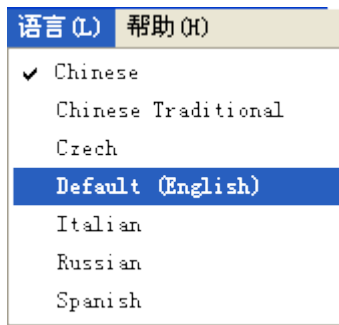 语言(L) 帮助(H)
Chinese
Chinese Traditional
Czech
Default (English)
Italian
Russian
Spanish